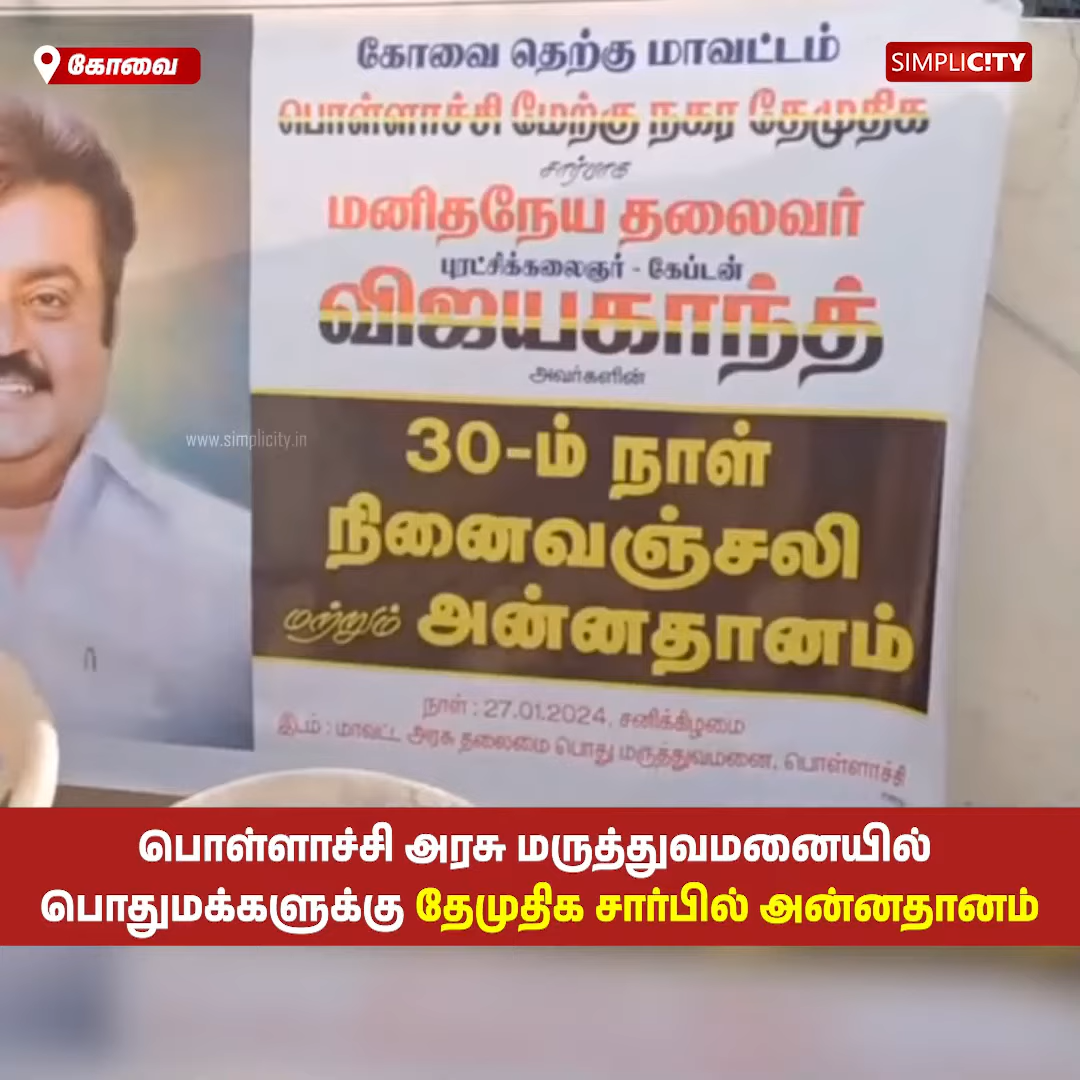 கோவை
SIMPLIC!TY
கோவை தெற்கு மாவட்டம்
பொள்ளாச்சி மேற்கு நகர தேமுதிக
சார்பாக
மனிதநேய தலைவர்
புரட்சிக்கலைஞர் - கேப்டன்
விஜயகாந்த்
அவர்களின்
30-ம் நாள்
நினைவஞ்சலி
மற்றும் அன்னதானம்
நாள் : 27.01.2024, சனிக்கிழமை
இடம் : மாவட்ட அரசு தலைமை பொது மருத்துவமனை, பொள்ளாச்சி
www.simplicity.in
பொள்ளாச்சி அரசு மருத்துவமனையில்
பொதுமக்களுக்கு தேமுதிக சார்பில் அன்னதானம்